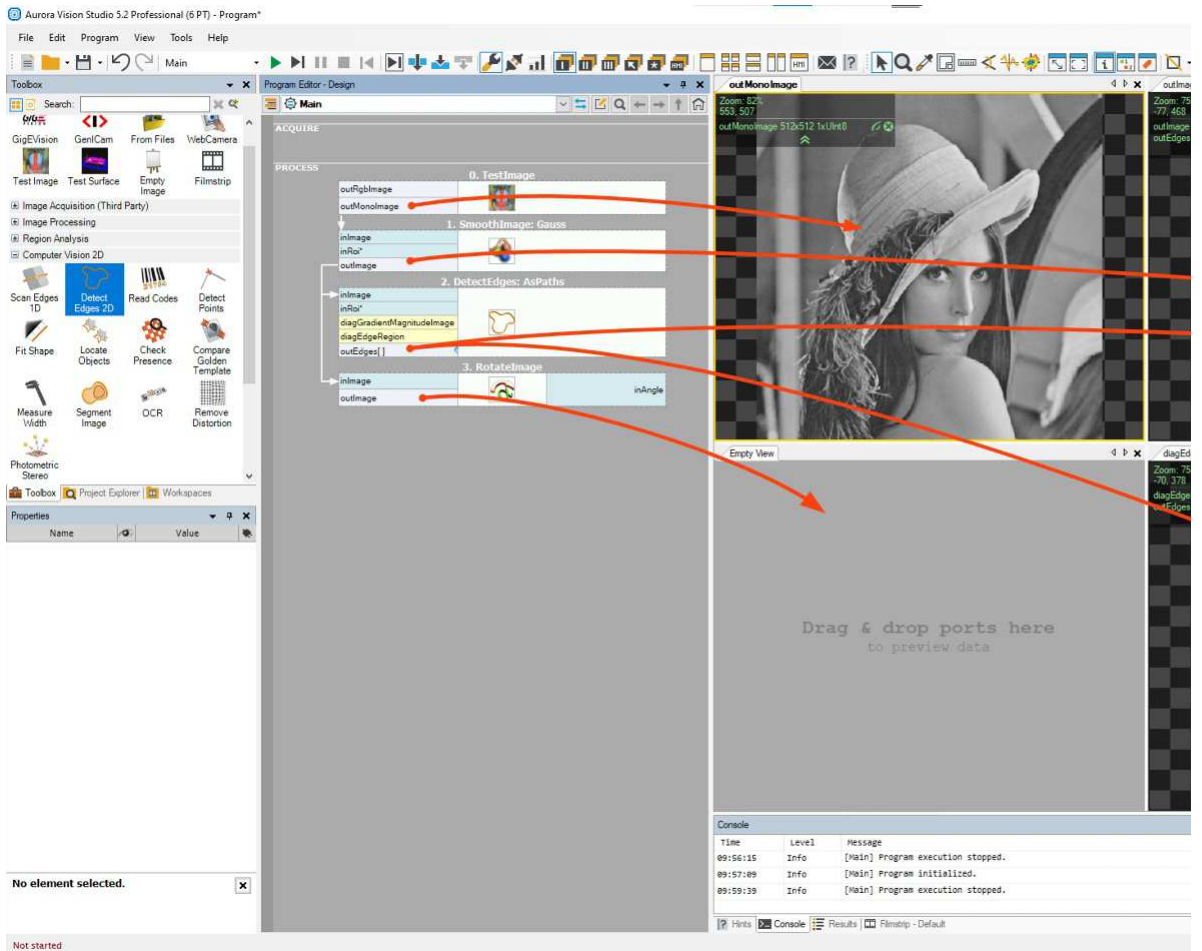 Aurora Vision Studio 5.2 Professional (6 PT) - Program*
File Edit Program View Tools Help
Main
Toolbox
Search:
GigEVision GenICam From Files WebCamera
Test Image Test Surface Empty Image Filmstrip
Image Acquisition (Third Party)
Image Processing
Region Analysis
Computer Vision 2D
Scan Edges 1D Detect Edges 2D Read Codes Detect Points
Fit Shape Locate Objects Check Presence Compare Golden Template
Measure Width Segment Image OCR Remove Distortion
Photometric Stereo
Toolbox Project Explorer Workspaces
Properties
Name Value
No element selected.
Not started
Program Editor - Design
Main
ACQUIRE
PROCESS
0. TestImage
outRgbImage
outMonoImage
1. SmoothImage: Gauss
inImage
inRoi*
outImage
2. DetectEdges: AsPaths
inImage
inRoi*
diagGradientMagnitudeImage
diagEdgeRegion
outEdges[]
3. RotateImage
inImage
inAngle
outImage
outMonoImage
Zoom: 82%
553, 507
outMonoImage 512x512 1xUInt8
outImag
Zoom: 75
-77, 468
outImage
outEdges
Empty View
Drag & drop ports here
to preview data
diagEd
Zoom: 75
-70, 378
diagEdge
outEdges
Console
Time Level Message
09:56:15 Info [Main] Program execution stopped.
09:57:09 Info [Main] Program initialized.
09:59:39 Info [Main] Program execution stopped.
Hints Console Results Filmstrip - Default